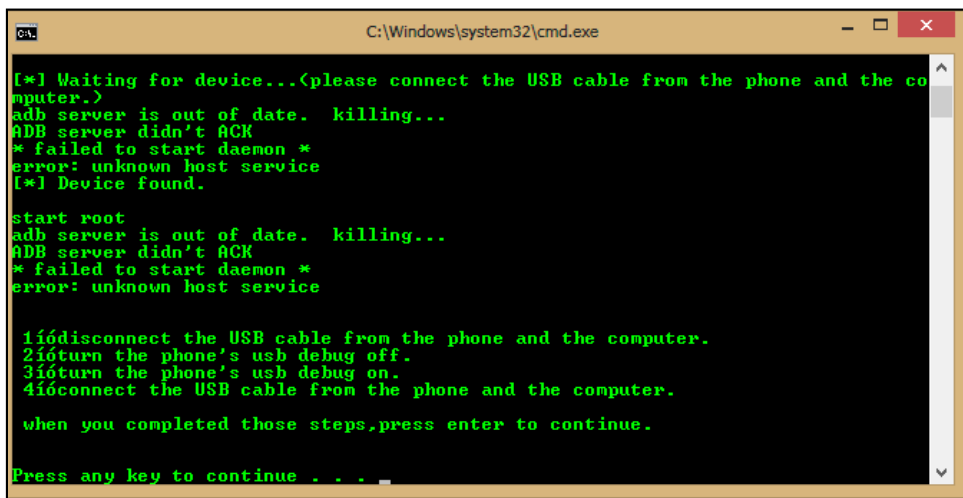 C:\Windows\system32\cmd.exe
[*] Waiting for device...(please connect the USB cable from the phone and the co
mputer.)
adb server is out of date.  killing...
ADB server didn't ACK
* failed to start daemon *
error: unknown host service
[*] Device found.
start root
adb server is out of date.  killing...
ADB server didn't ACK
* failed to start daemon *
error: unknown host service
1íódisconnect the USB cable from the phone and the computer.
2íóturn the phone's usb debug off.
3íóturn the phone's usb debug on.
4íóconnect the USB cable from the phone and the computer.
when you completed those steps,press enter to continue.
Press any key to continue . . . _